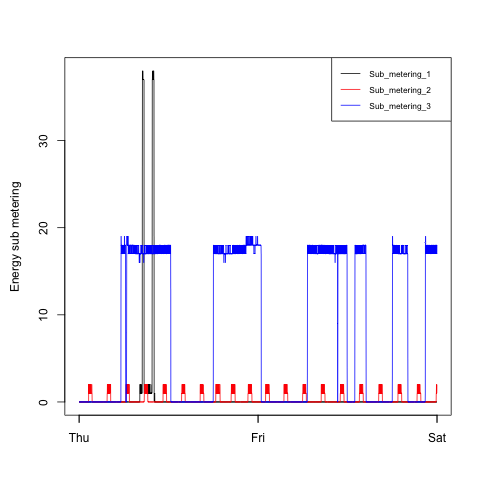 Sub_metering_1
Sub_metering_2
Sub_metering_3
Energy sub metering
30
20
10
0
Thu
Fri
Sat